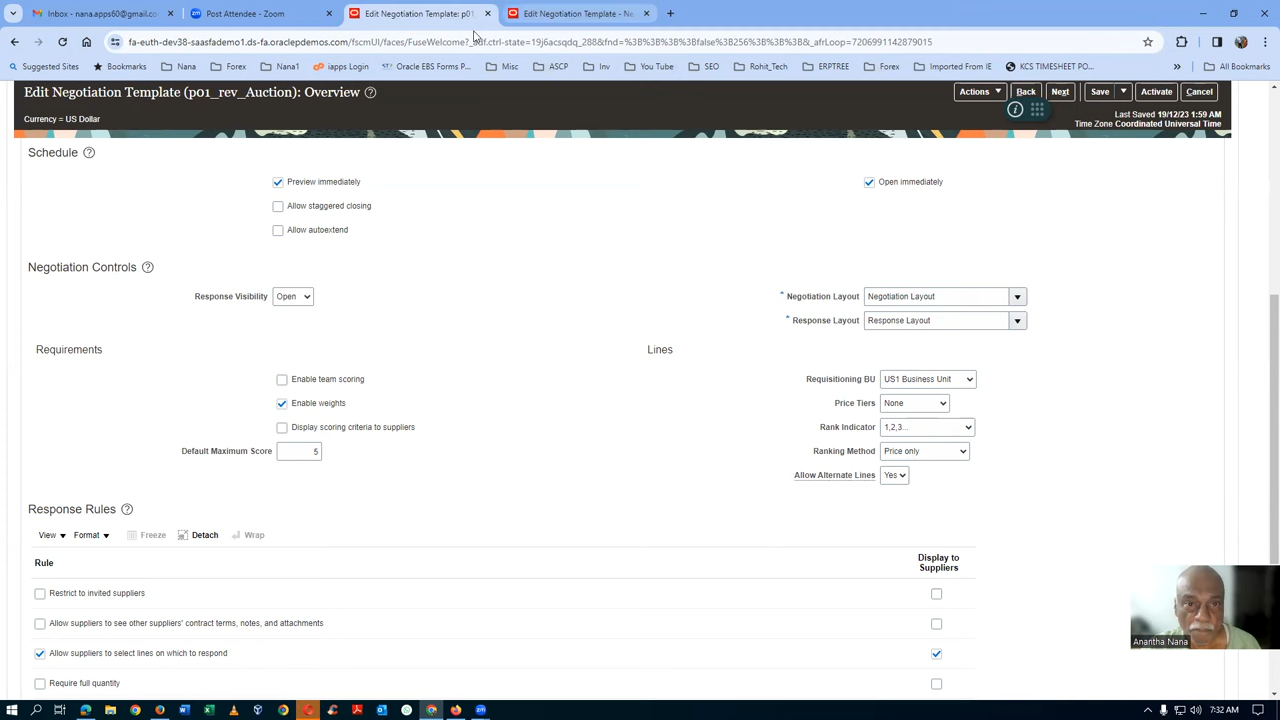 Inbox - nana.apps60@gmail.co
Post Attendee - Zoom
Edit Negotiation Template: p01
Edit Negotiation Template - Ne
fa-euth-dev38-saasfademo1.ds-fa.oraclepdemos.com/fscmUI/faces/FuseWelcome?_adf.ctrl-state=19j6acsqdq_288&fnd=%3B%3B%3B%3Bfalse%3B256%3B%3B%3B&_afrLoop=7206991142879015
Suggested Sites
Bookmarks
Nana
Forex
Nana1
iapps Login
Oracle EBS Forms P...
Misc
ASCP
Inv
You Tube
SEO
Rohit_Tech
ERPTREE
Forex
Imported From IE
KCS TIMESHEET PO...
»
All Bookmarks
Edit Negotiation Template (p01_rev_Auction): Overview
Actions
Back
Next
Save
Activate
Cancel
Currency = US Dollar
Last Saved 19/12/23 1:59 AM
Time Zone Coordinated Universal Time
Schedule
Preview immediately
Open immediately
Allow staggered closing
Allow autoextend
Negotiation Controls
Response Visibility Open
* Negotiation Layout Negotiation Layout
* Response Layout Response Layout
Requirements
Lines
Enable team scoring
Requisitioning BU US1 Business Unit
Enable weights
Price Tiers None
Display scoring criteria to suppliers
Rank Indicator 1,2,3...
Default Maximum Score 5
Ranking Method Price only
Allow Alternate Lines Yes
Response Rules
View Format Freeze Detach Wrap
Rule
Display to
Suppliers
Restrict to invited suppliers
Allow suppliers to see other suppliers' contract terms, notes, and attachments
Allow suppliers to select lines on which to respond
Require full quantity
Anantha Nana
7:32 AM